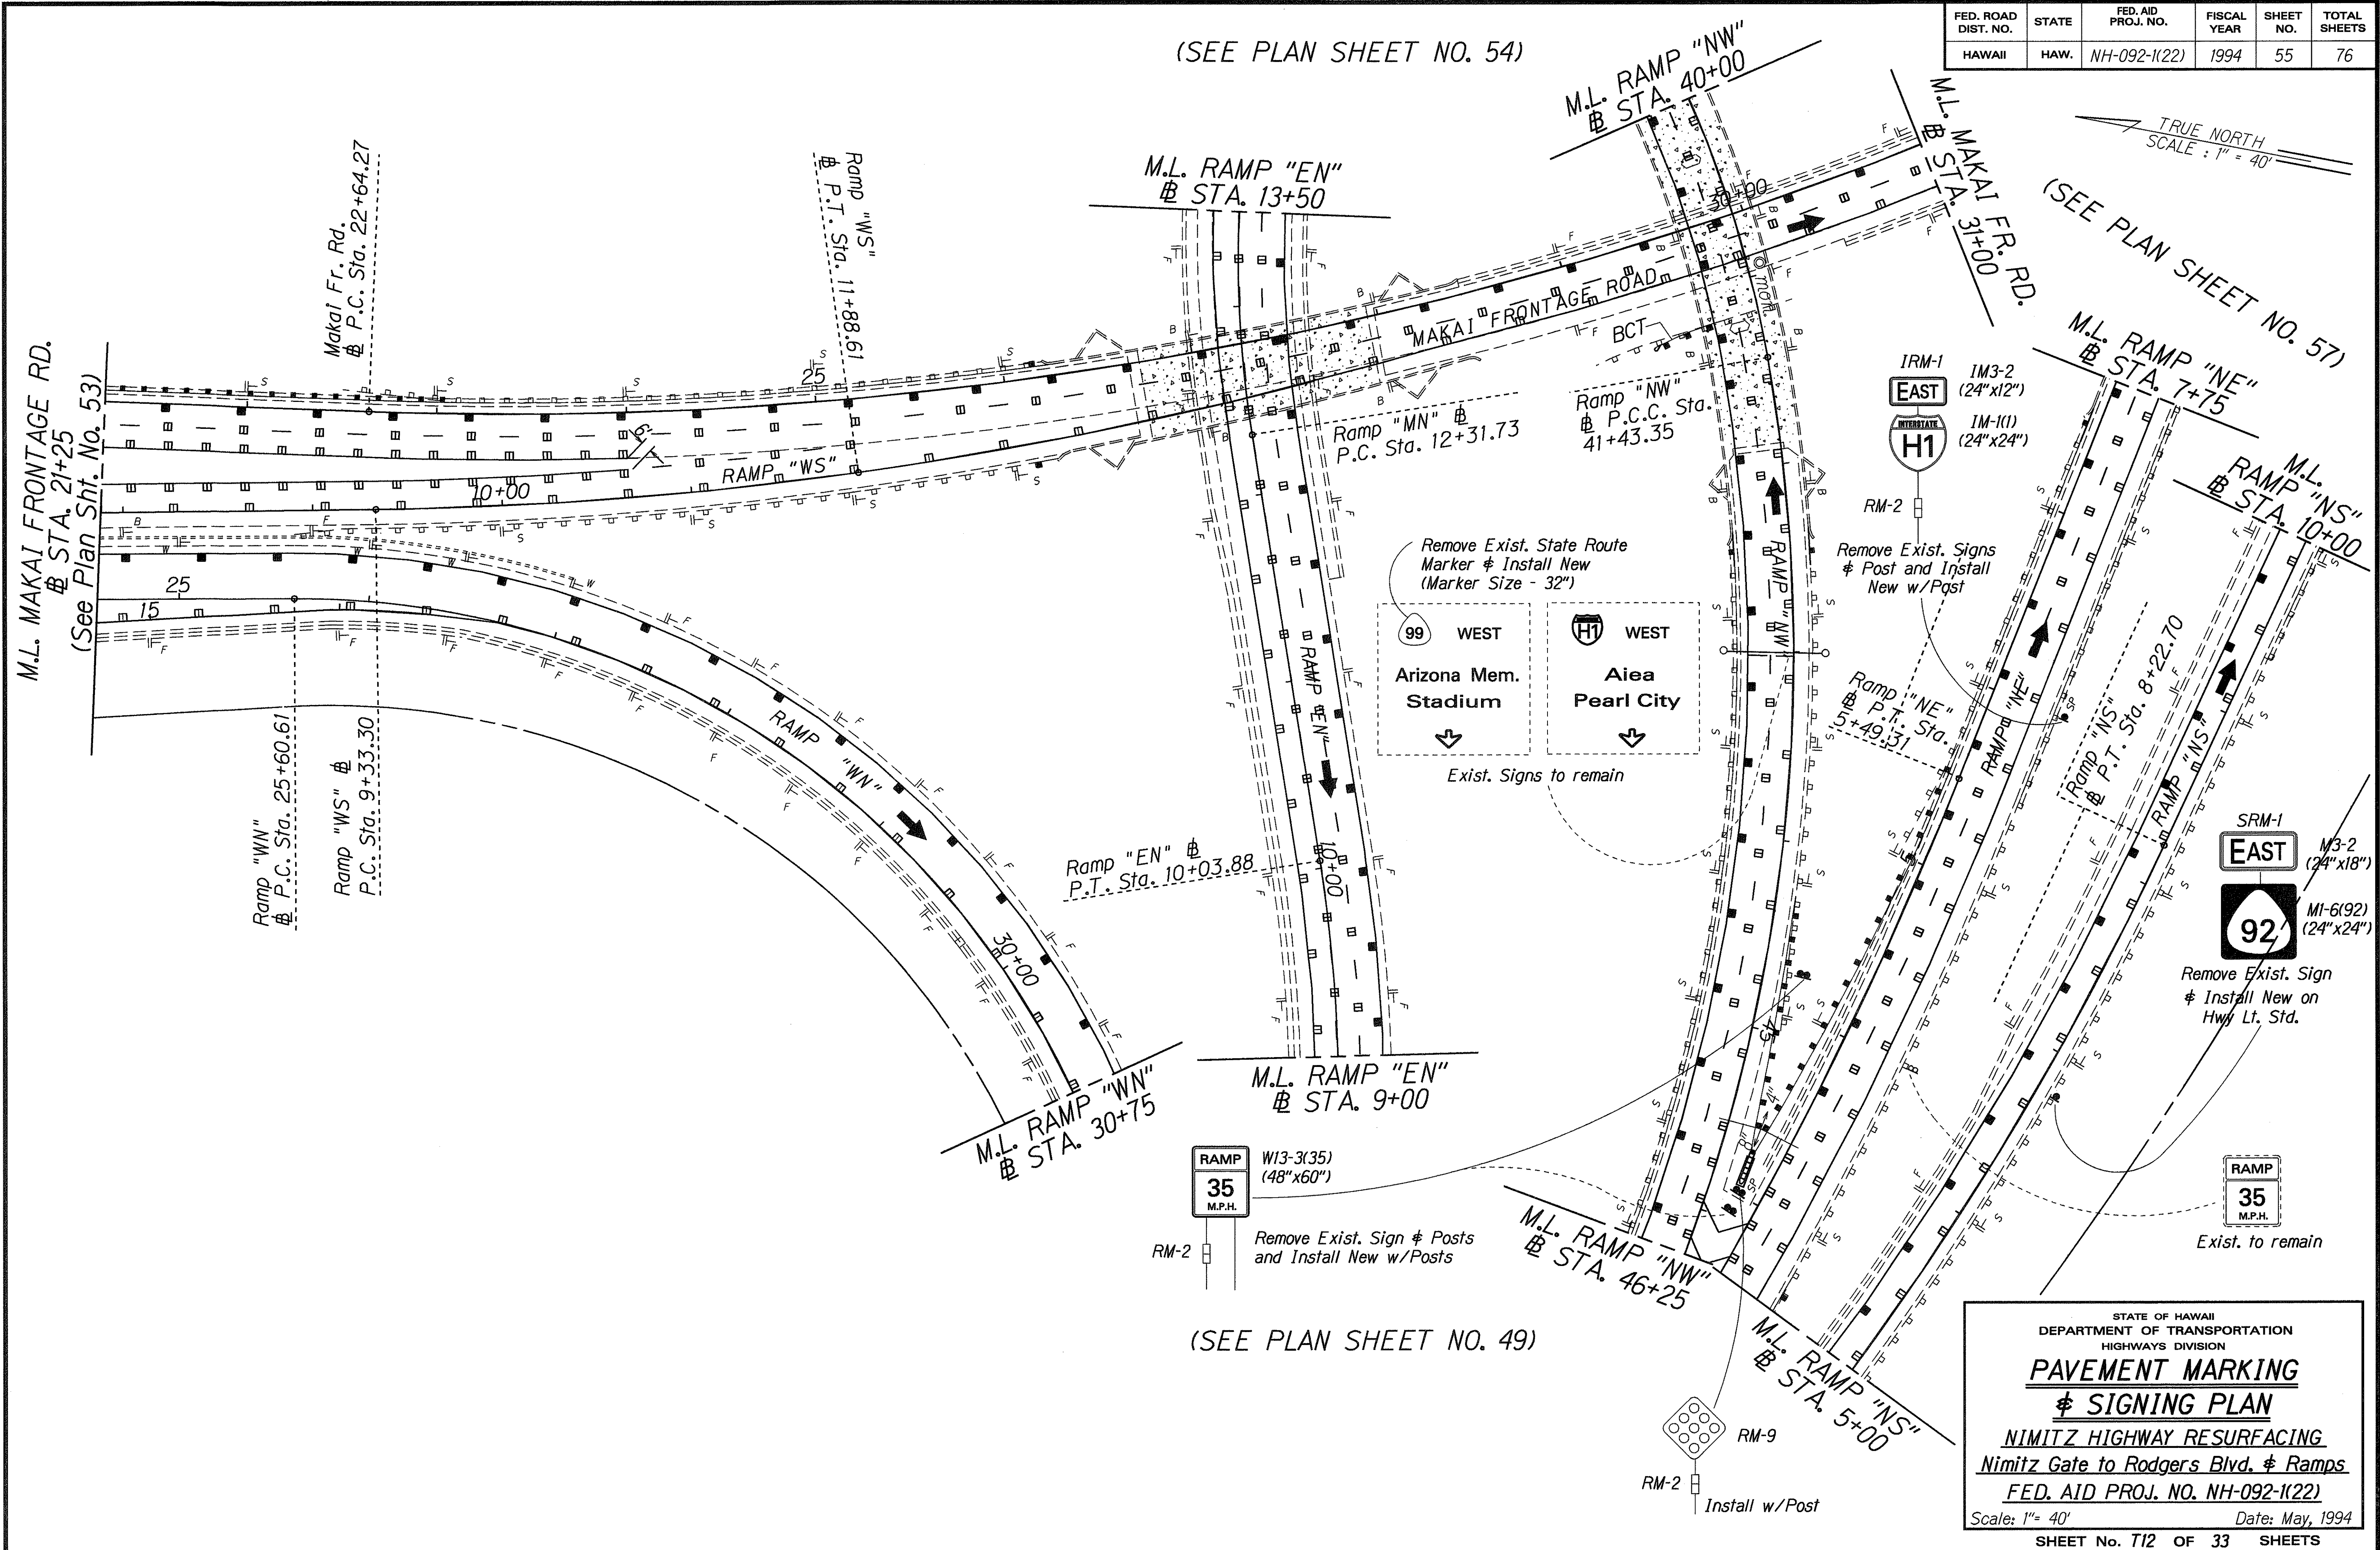 FED. ROAD DIST. NO. STATE FED. AID PROJ. NO. FISCAL YEAR SHEET NO. TOTAL SHEETS
HAWAII HAW. NH-092-1(22) 1994 55 76
(SEE PLAN SHEET NO. 54)
M.L. RAMP "NW"
℄ STA. 40+00
M.L. MAKAI FR. RD.
℄ STA. 31+00
TRUE NORTH
SCALE : 1" = 40'
(SEE PLAN SHEET NO. 57)
Makai Fr. Rd.
℄ P.C. Sta. 22+64.27
Ramp "WS"
℄ P.T. Sta. 11+88.61
M.L. RAMP "EN"
℄ STA. 13+50
30+00
MAKAI FRONTAGE ROAD
BCT
M.L. MAKAI FRONTAGE RD.
℄ STA. 21+25
(See Plan Sht. No. 53)
25
RAMP "WS"
10+00
Ramp "MN" ℄
P.C. Sta. 12+31.73
Ramp "NW"
℄ P.C.C. Sta.
41+43.35
IRM-1
EAST
IM3-2
(24"x12")
INTERSTATE
H1
IM-1(1)
(24"x24")
RM-2
Remove Exist. Signs
& Post and Install
New w/Post
M.L. RAMP "NE"
℄ STA. 7+75
M.L.
RAMP "NS"
℄ STA. 10+00
25
15
Remove Exist. State Route
Marker & Install New
(Marker Size - 32")
99 WEST
Arizona Mem.
Stadium
H1 WEST
Aiea
Pearl City
Exist. Signs to remain
RAMP "NW"
RAMP "EN"
RAMP "WN"
Ramp "WN"
℄ P.C. Sta. 25+60.61
Ramp "WS" ℄
P.C. Sta. 9+33.30
Ramp "EN" ℄
P.T. Sta. 10+03.88
10+00
30+00
Ramp "NE"
℄ P.T. Sta.
5+49.31
RAMP "NE"
SP
Ramp "NS"
℄ P.T. Sta. 8+22.70
RAMP "NS"
SRM-1
EAST
M3-2
(24"x18")
92
M1-6(92)
(24"x24")
Remove Exist. Sign
& Install New on
Hwy Lt. Std.
45
4"
8"
SP
M.L. RAMP "WN"
℄ STA. 30+75
M.L. RAMP "EN"
℄ STA. 9+00
RAMP
35
M.P.H.
W13-3(35)
(48"x60")
RM-2
Remove Exist. Sign & Posts
and Install New w/Posts
M.L. RAMP "NW"
℄ STA. 46+25
M.L. RAMP "NS"
℄ STA. 5+00
RAMP
35
M.P.H.
Exist. to remain
(SEE PLAN SHEET NO. 49)
RM-9
RM-2
Install w/Post
STATE OF HAWAII
DEPARTMENT OF TRANSPORTATION
HIGHWAYS DIVISION
PAVEMENT MARKING
& SIGNING PLAN
NIMITZ HIGHWAY RESURFACING
Nimitz Gate to Rodgers Blvd. & Ramps
FED. AID PROJ. NO. NH-092-1(22)
Scale: 1"= 40' Date: May, 1994
SHEET No. T12 OF 33 SHEETS